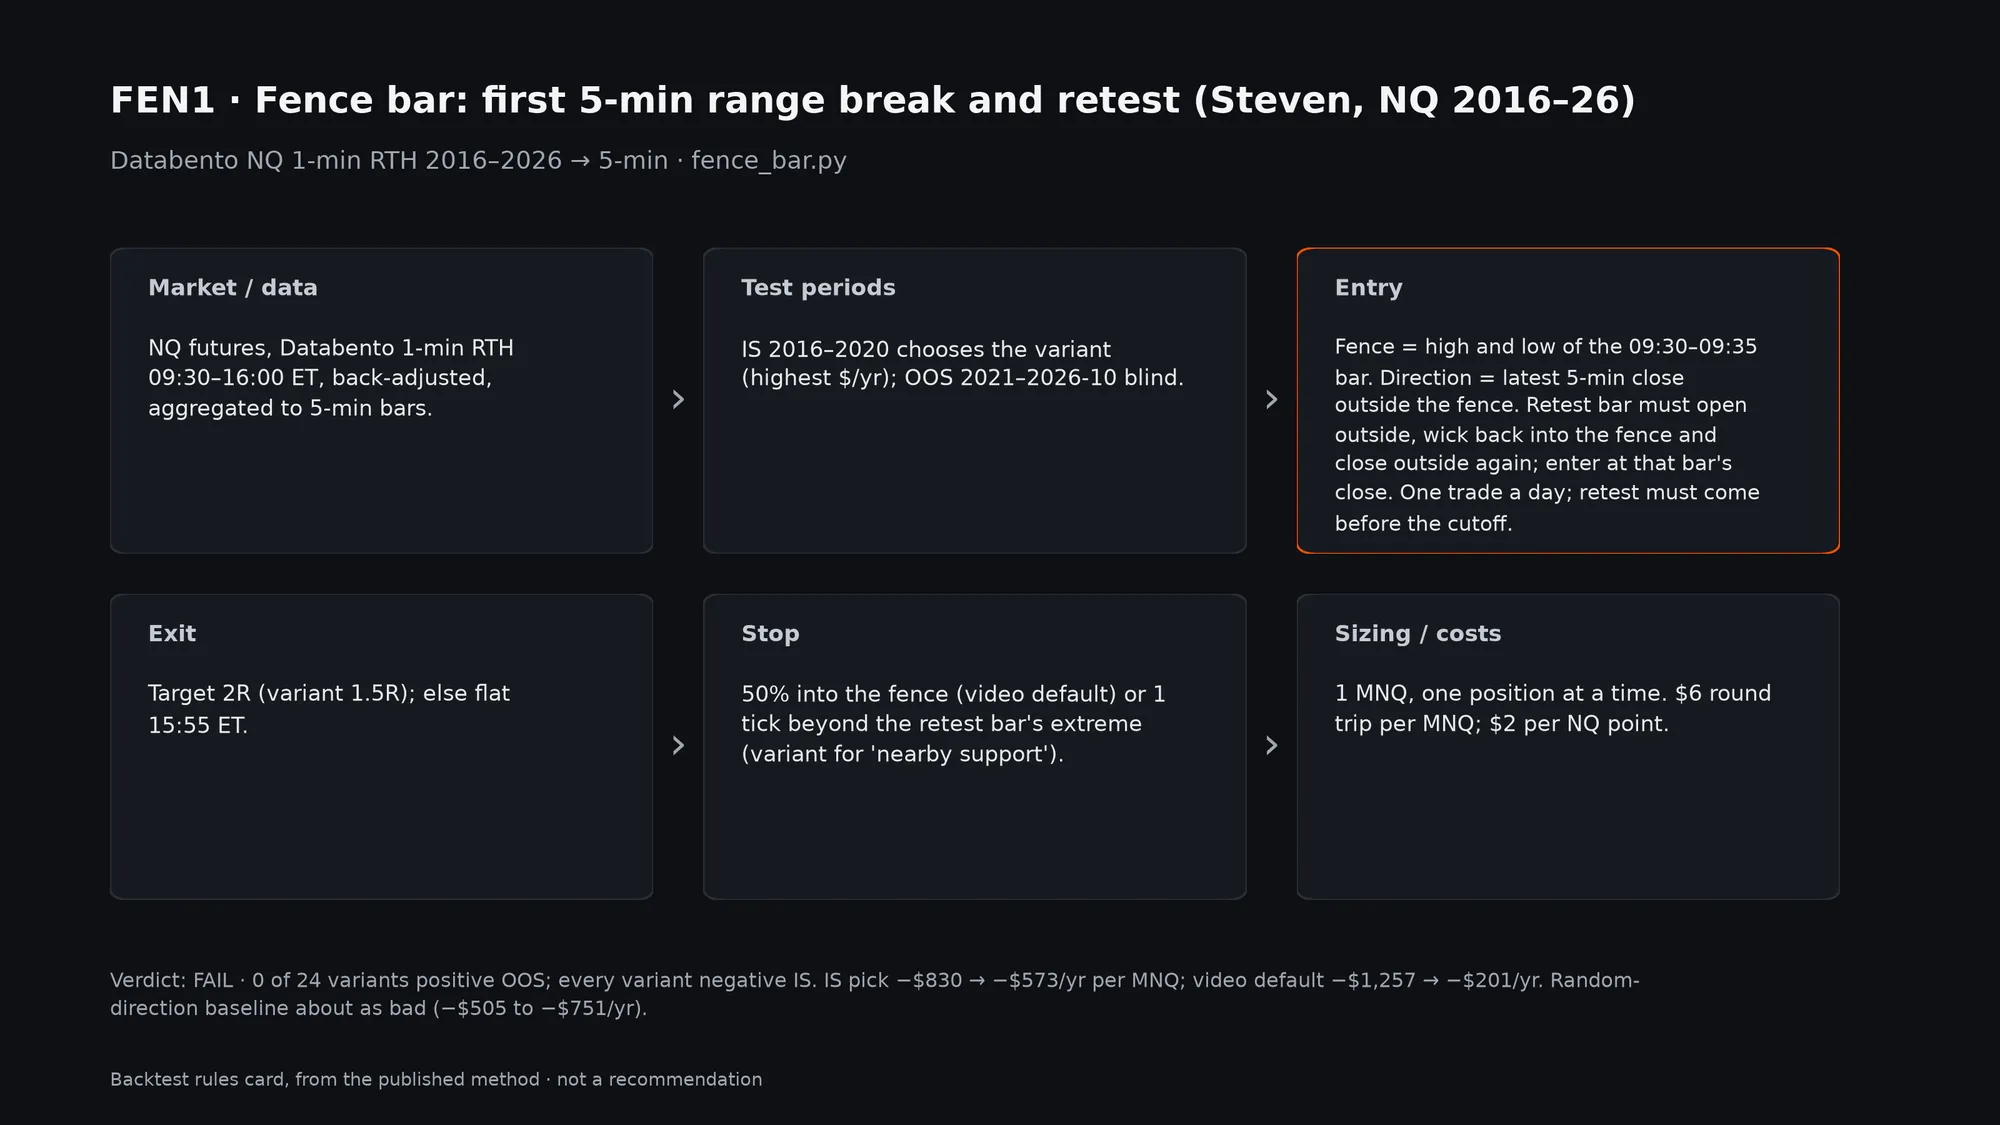 FEN1 · Fence bar: first 5-min range break and retest (Steven, NQ 2016–26)
Databento NQ 1-min RTH 2016–2026 → 5-min · fence_bar.py
Market / data
NQ futures, Databento 1-min RTH
09:30–16:00 ET, back-adjusted,
aggregated to 5-min bars.
›
Test periods
IS 2016–2020 chooses the variant
(highest $/yr); OOS 2021–2026-10 blind.
›
Entry
Fence = high and low of the 09:30–09:35
bar. Direction = latest 5-min close
outside the fence. Retest bar must open
outside, wick back into the fence and
close outside again; enter at that bar's
close. One trade a day; retest must come
before the cutoff.
Exit
Target 2R (variant 1.5R); else flat
15:55 ET.
›
Stop
50% into the fence (video default) or 1
tick beyond the retest bar's extreme
(variant for 'nearby support').
›
Sizing / costs
1 MNQ, one position at a time. $6 round
trip per MNQ; $2 per NQ point.
Verdict: FAIL · 0 of 24 variants positive OOS; every variant negative IS. IS pick −$830 → −$573/yr per MNQ; video default −$1,257 → −$201/yr. Random-
direction baseline about as bad (−$505 to −$751/yr).
Backtest rules card, from the published method · not a recommendation